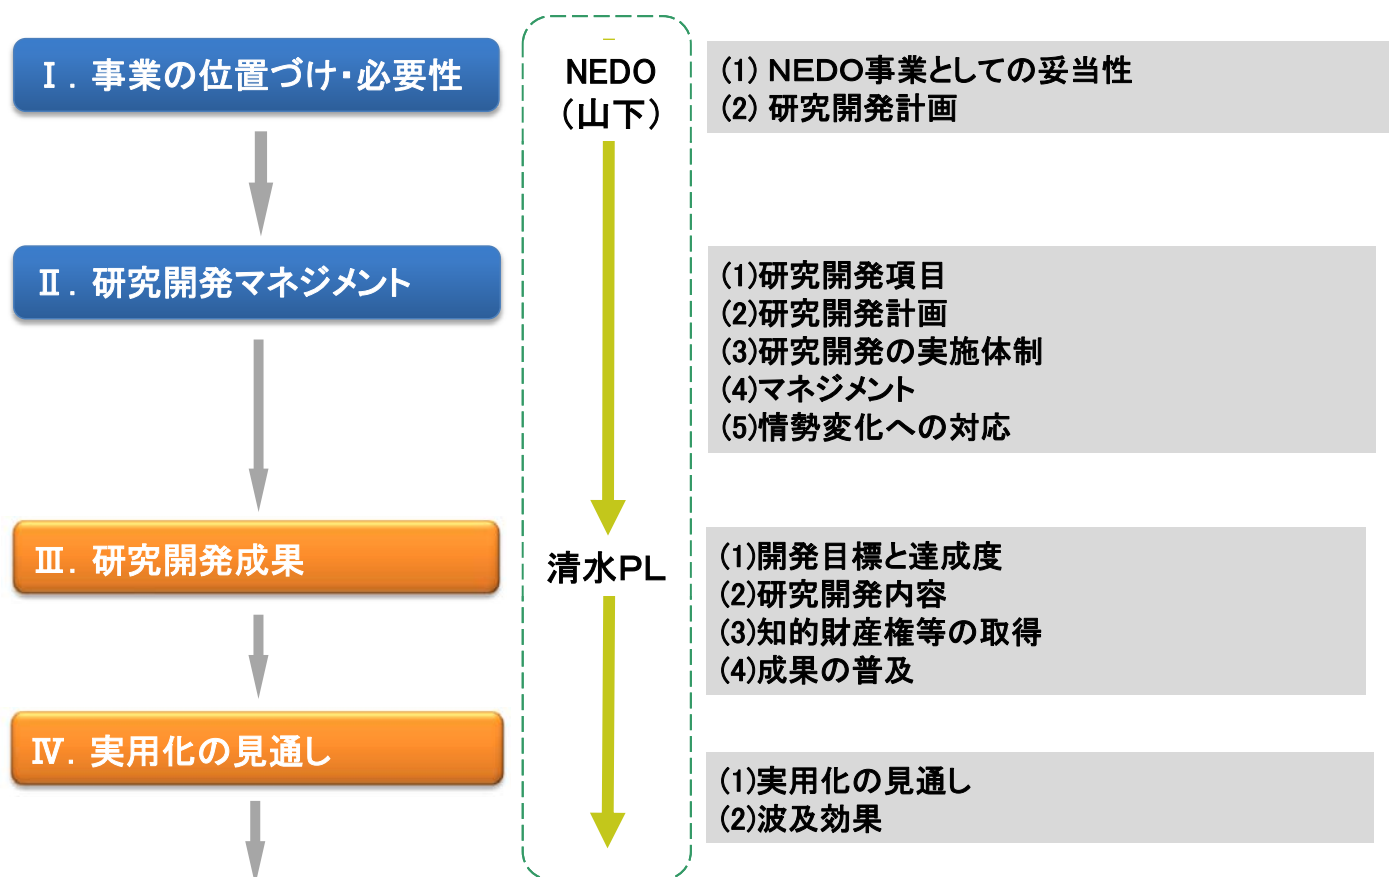 Ⅰ．事業の位置づけ・必要性
NEDO
（山下）
(1) ＮＥＤＯ事業としての妥当性
(2) 研究開発計画
Ⅱ．研究開発マネジメント
(1)研究開発項目
(2)研究開発計画
(3)研究開発の実施体制
(4)マネジメント
(5)情勢変化への対応
Ⅲ．研究開発成果
清水ＰＬ
(1)開発目標と達成度
(2)研究開発内容
(3)知的財産権等の取得
(4)成果の普及
Ⅳ．実用化の見通し
(1)実用化の見通し
(2)波及効果